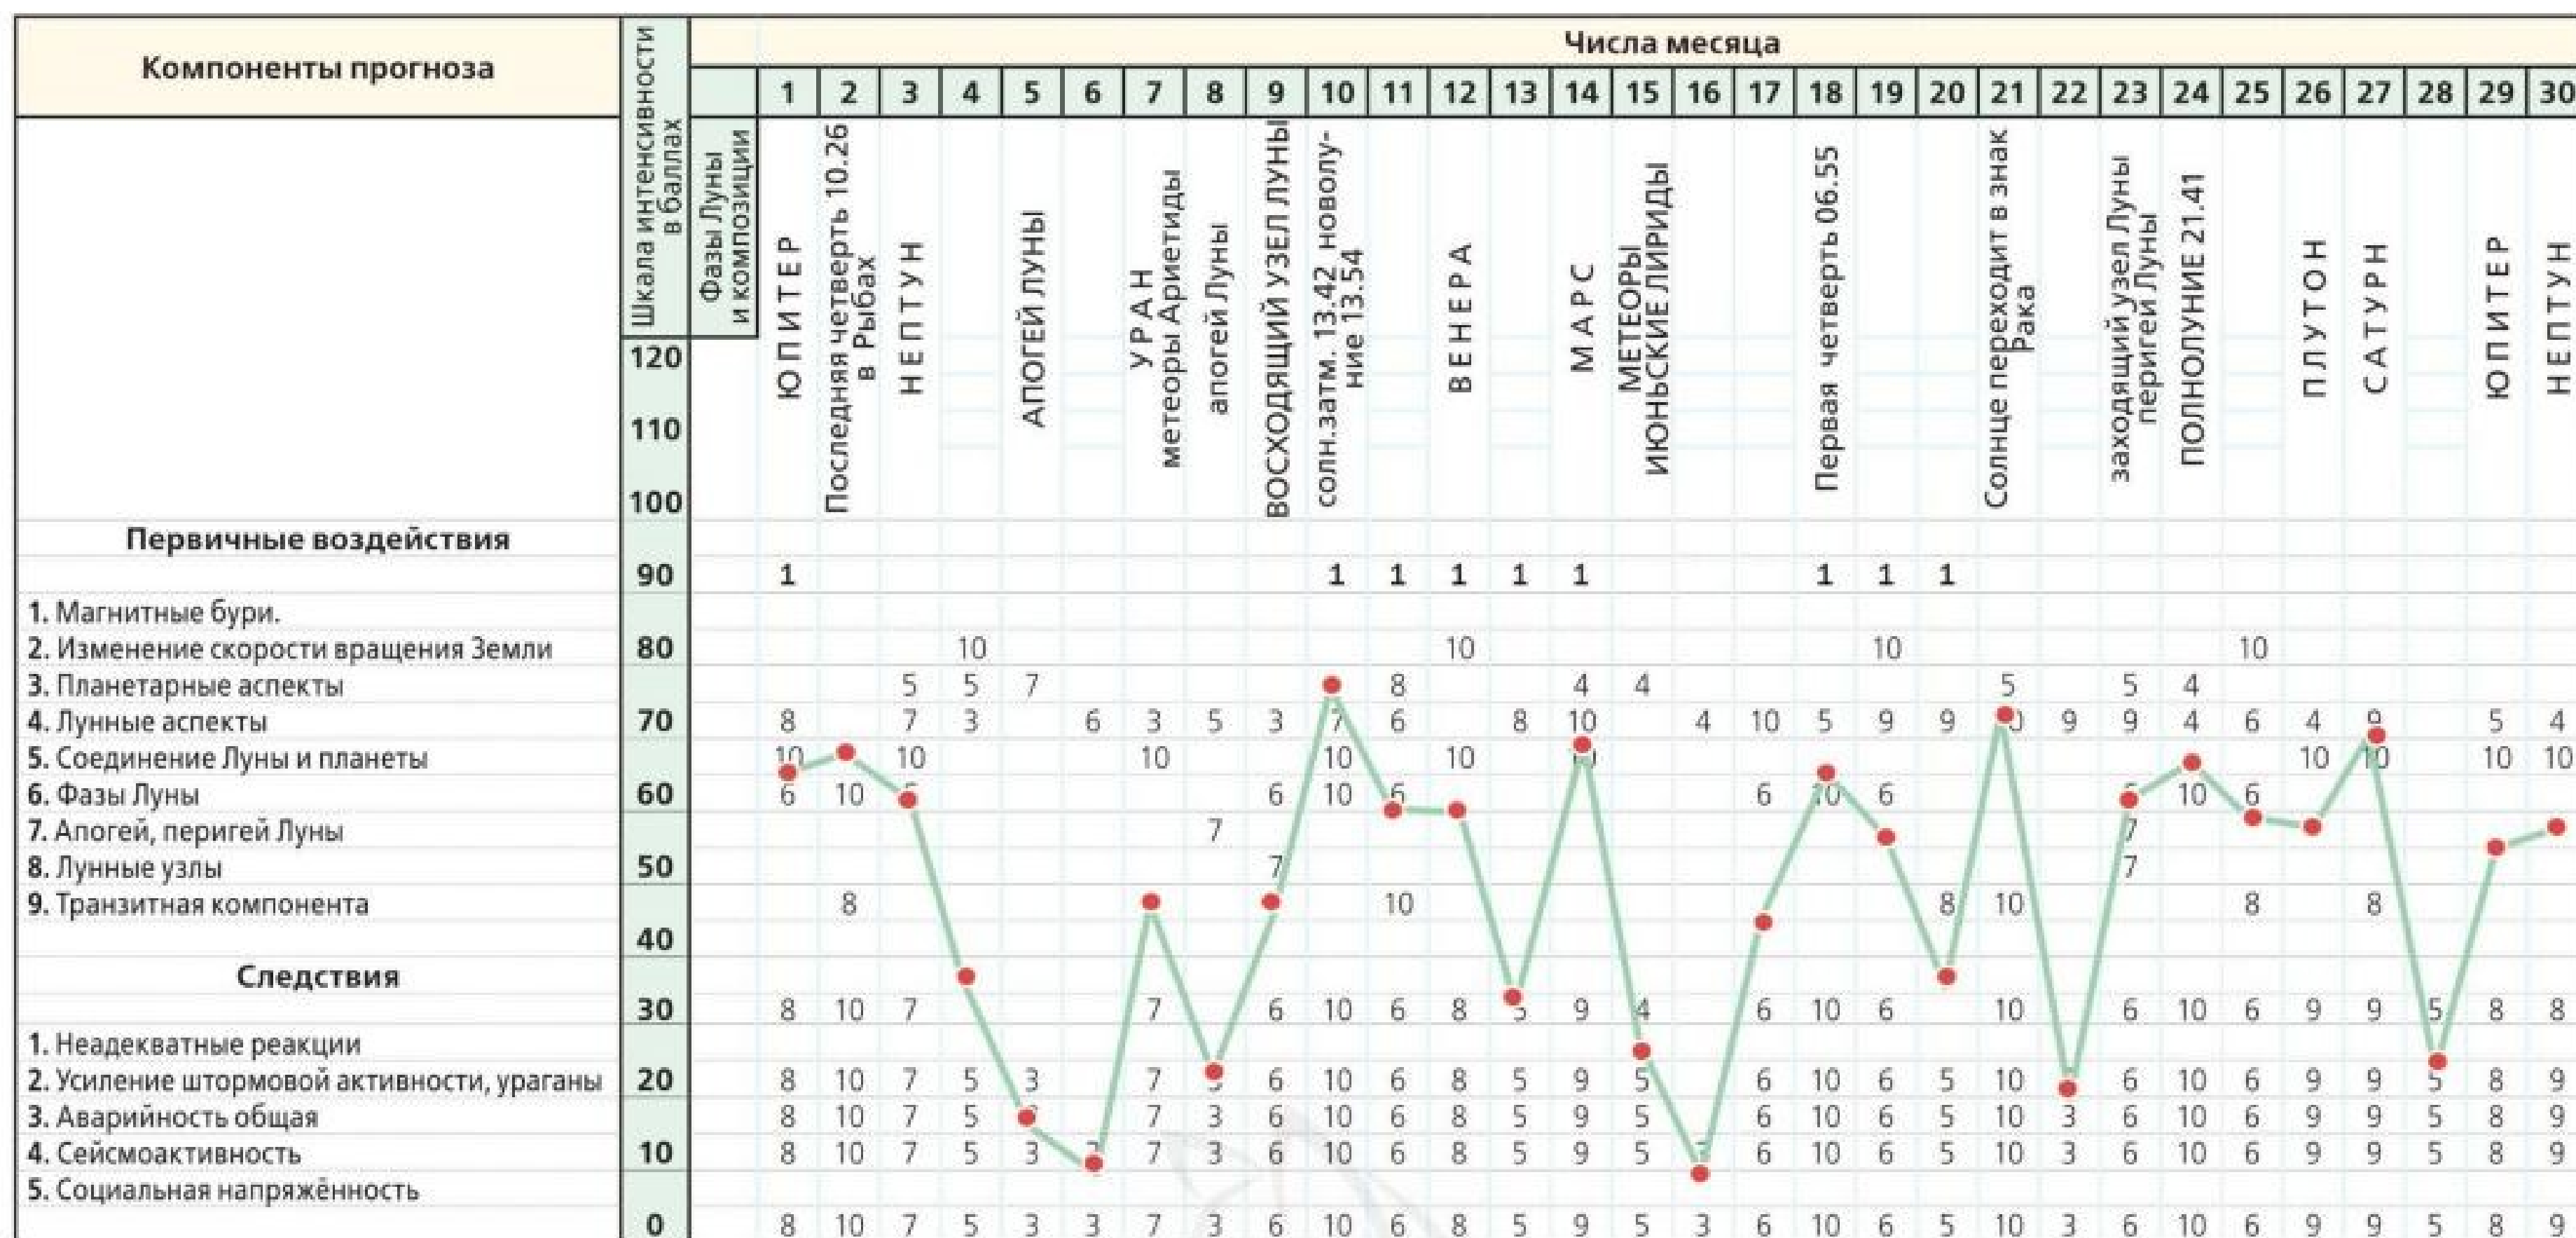 Компоненты прогноза
Шкала интенсивности
в баллах
Числа месяца
1 2 3 4 5 6 7 8 9 10 11 12 13 14 15 16 17 18 19 20 21 22 23 24 25 26 27 28 29 30
Фазы Луны
и композиции
ЮПИТЕР
Последняя четверть 10.26
в Рыбах
НЕПТУН
АПОГЕЙ ЛУНЫ
УРАН
метеоры Ариетиды
апогей Луны
ВОСХОДЯЩИЙ УЗЕЛ ЛУНЫ
солн.затм. 13.42 новолу-
ние 13.54
ВЕНЕРА
МАРС
МЕТЕОРЫ
ИЮНЬСКИЕ ЛИРИДЫ
Первая четверть 06.55
Солнце переходит в знак
Рака
заходящий узел Луны
перигей Луны
ПОЛНОЛУНИЕ 21.41
ПЛУТОН
САТУРН
ЮПИТЕР
НЕПТУН
120
110
100
Первичные воздействия
90 1 1 1 1 1 1 1 1 1
1. Магнитные бури.
2. Изменение скорости вращения Земли 80 10 10 10 10
3. Планетарные аспекты 5 5 7 8 4 4 5 5 4
4. Лунные аспекты 70 8 7 3 6 3 5 3 7 6 8 10 4 10 5 9 9 9 9 4 6 4 9 5 4
5. Соединение Луны и планеты 10 10 10 10 10 10 10 10 10
6. Фазы Луны 60 6 10 6 10 6 6 10 6 10 6
7. Апогей, перигей Луны 7 7
8. Лунные узлы 50 7 7
9. Транзитная компонента 8 10 8 10 8 8
40
Следствия
30 8 10 7 7 6 10 6 8 5 9 4 6 10 6 10 6 10 6 9 9 5 8 8
1. Неадекватные реакции
2. Усиление штормовой активности, ураганы 20 8 10 7 5 3 7 6 10 6 8 5 9 5 6 10 6 5 10 6 10 6 9 9 5 8 9
3. Аварийность общая 8 10 7 5 7 3 6 10 6 8 5 9 5 6 10 6 5 10 3 6 10 6 9 9 5 8 9
4. Сейсмоактивность 10 8 10 7 5 3 7 3 6 10 6 8 5 9 5 6 10 6 5 10 3 6 10 6 9 9 5 8 9
5. Социальная напряжённость
0 8 10 7 5 3 3 7 3 6 10 6 8 5 9 5 3 6 10 6 5 10 3 6 10 6 9 9 5 8 9